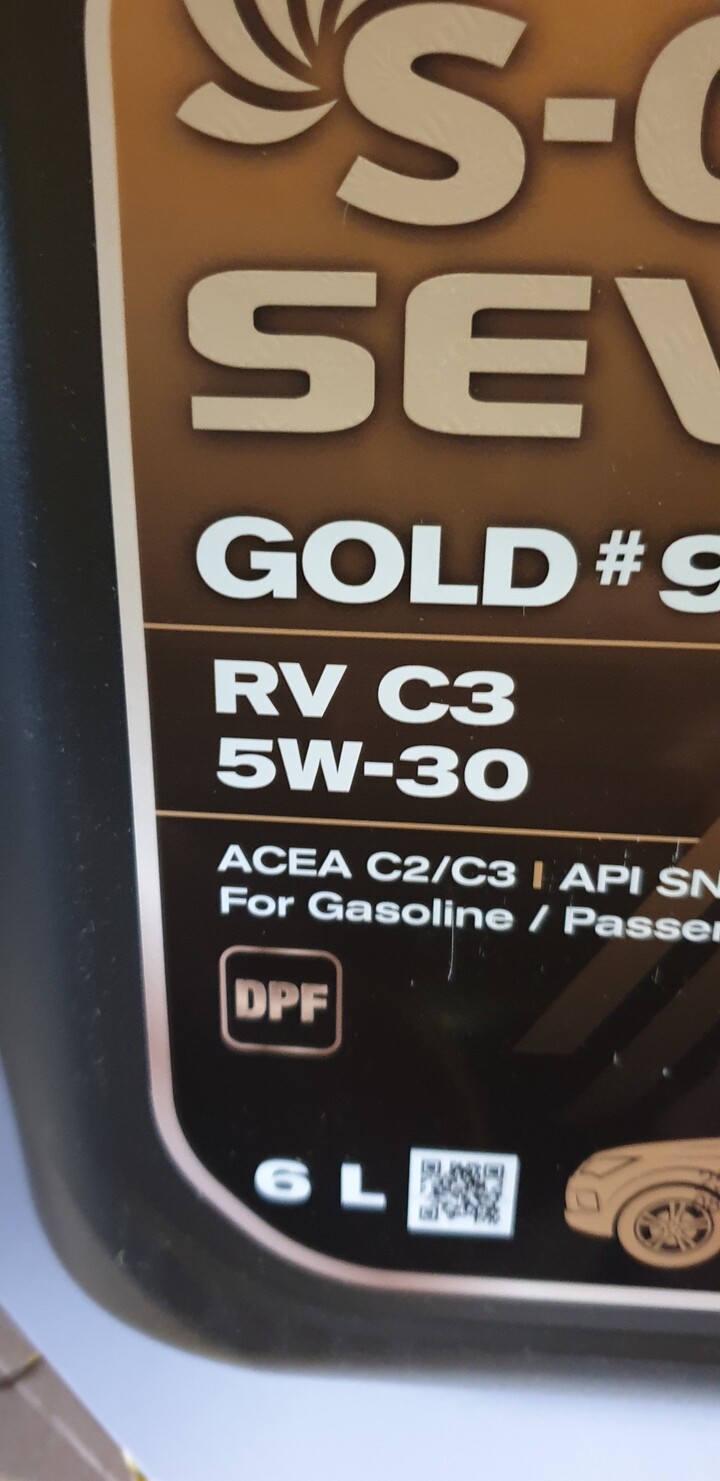 S-
SEV
GOLD #9
RV C3
5W-30
ACEA C2/C3 | API SN
For Gasoline / Passen
DPF
6 L